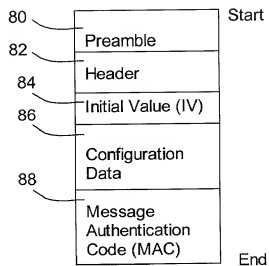 80
Start
Preamble
82
Header
84
Initial Value (IV)
86
Configuration
Data
88
Message
Authentication
Code (MAC)
End